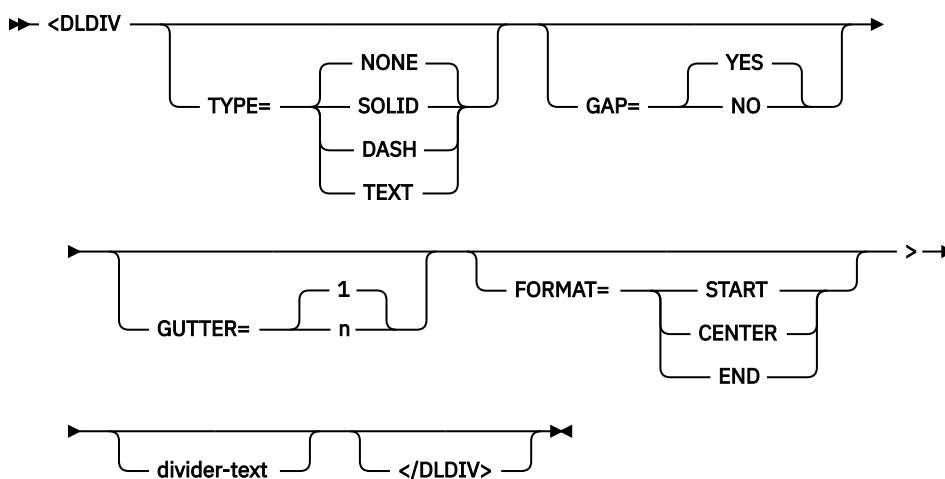 <DLDIV
TYPE=
NONE
SOLID
DASH
TEXT
GAP=
YES
NO
GUTTER=
1
n
FORMAT=
START
CENTER
END
>
divider-text
</DLDIV>